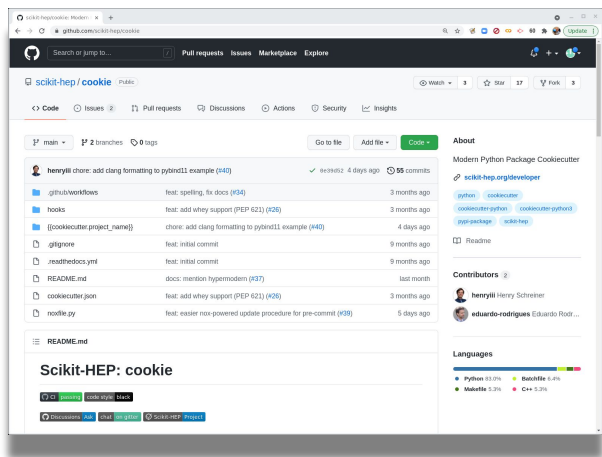 scikit-hep/cookie: Modern
github.com/scikit-hep/cookie
Update
Search or jump to...
/
Pull requests Issues Marketplace Explore
scikit-hep / cookie Public
Watch 3 Star 17 Fork 3
Code Issues 2 Pull requests Discussions Actions Security Insights
main 2 branches 0 tags Go to file Add file Code
henryiii chore: add clang formatting to pybind11 example (#40) 4 days ago 55 commits
.github/workflows feat: spelling, fix docs (#34) 3 months ago
hooks feat: add whey support (PEP 621) (#26) 3 months ago
{{cookiecutter.project_name}} chore: add clang formatting to pybind11 example (#40) 4 days ago
.gitignore feat: initial commit 9 months ago
.readthedocs.yml feat: initial commit 9 months ago
README.md docs: mention hypermodern (#37) last month
cookiecutter.json feat: add whey support (PEP 621) (#26) 3 months ago
noxfile.py feat: easier nox-powered update procedure for pre-commit (#39) 5 days ago
README.md
Scikit-HEP: cookie
CI passing code style black
Discussions Ask chat on gitter Scikit-HEP Project
About
Modern Python Package Cookiecutter
scikit-hep.org/developer
python cookiecutter
cookiecutter-python cookiecutter-python3
pypi-package scikit-hep
Readme
Contributors 2
henryiii Henry Schreiner
eduardo-rodrigues Eduardo Rodr...
Languages
Python 83.0% Batchfile 6.4%
Makefile 5.3% C++ 5.3%